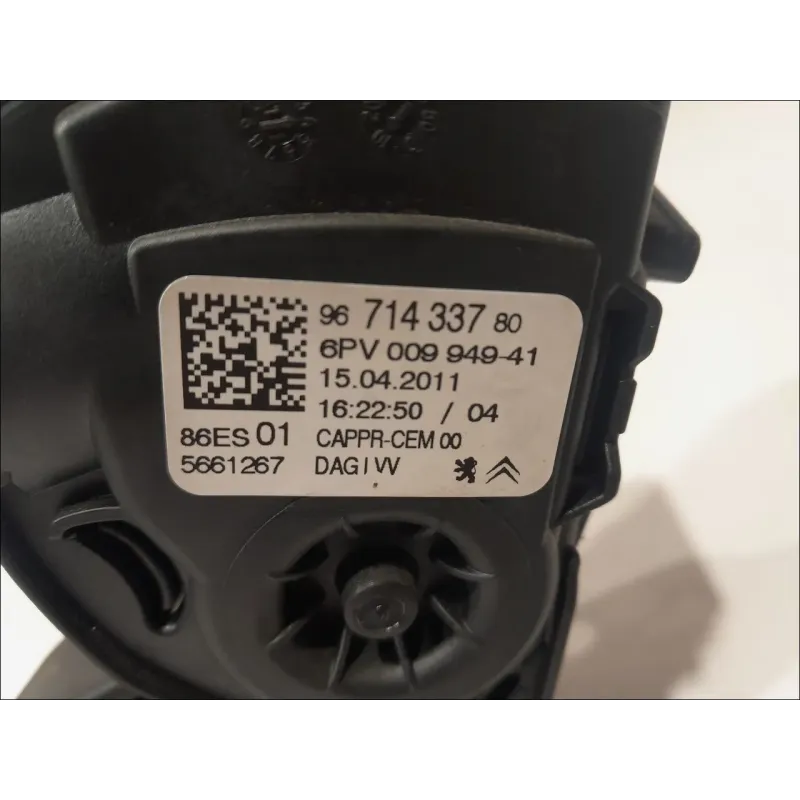 96 714 337 80
6PV 009 949-41
15.04.2011
16:22:50 / 04
86ES 01 CAPPR-CEM 00
5661267 DAG I VV